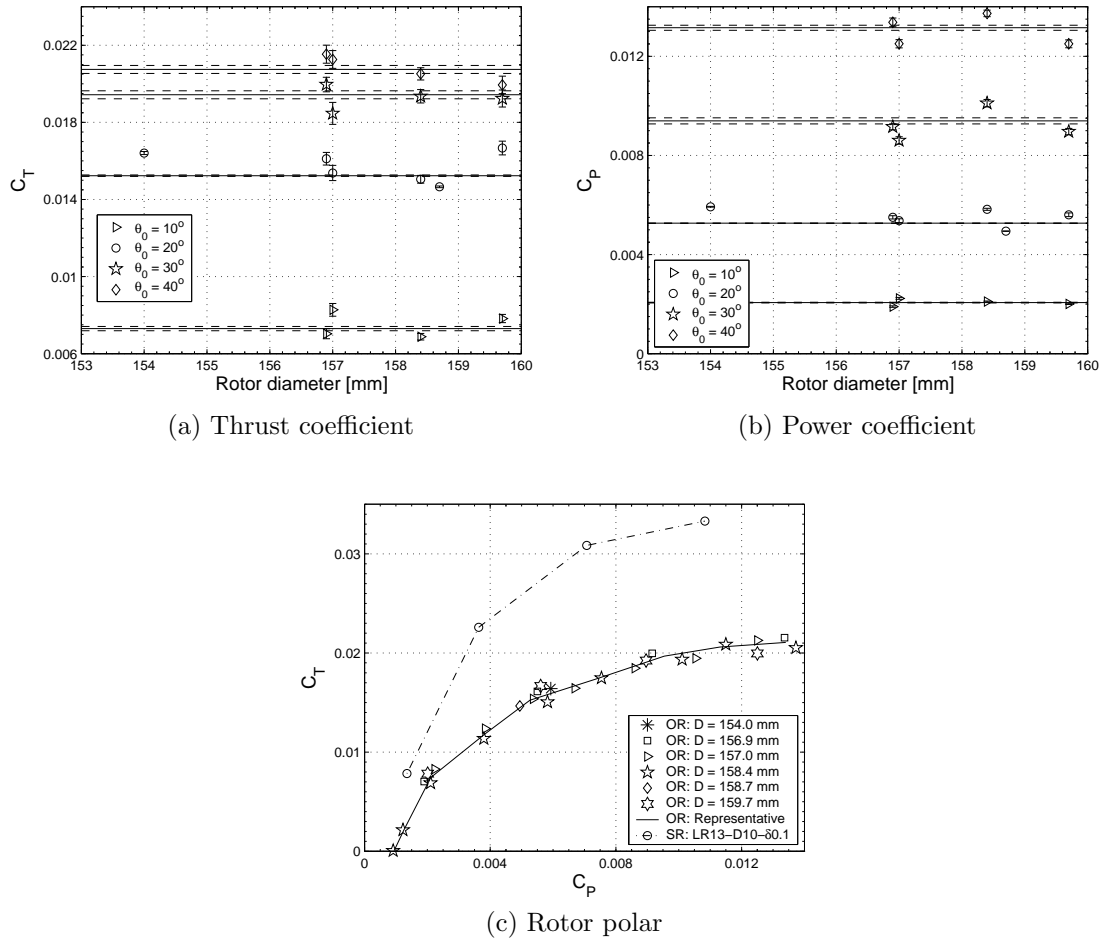 0.022
0.018
0.014
0.01
0.006
C_T
θ_0 = 10^o
θ_0 = 20^o
θ_0 = 30^o
θ_0 = 40^o
153 154 155 156 157 158 159 160
Rotor diameter [mm]
(a) Thrust coefficient
0.012
0.008
0.004
0
C_P
θ_0 = 10^o
θ_0 = 20^o
θ_0 = 30^o
θ_0 = 40^o
153 154 155 156 157 158 159 160
Rotor diameter [mm]
(b) Power coefficient
0.03
0.02
0.01
0
C_T
OR: D = 154.0 mm
OR: D = 156.9 mm
OR: D = 157.0 mm
OR: D = 158.4 mm
OR: D = 158.7 mm
OR: D = 159.7 mm
OR: Representative
SR: LR13−D10−δ0.1
0 0.004 0.008 0.012
C_P
(c) Rotor polar